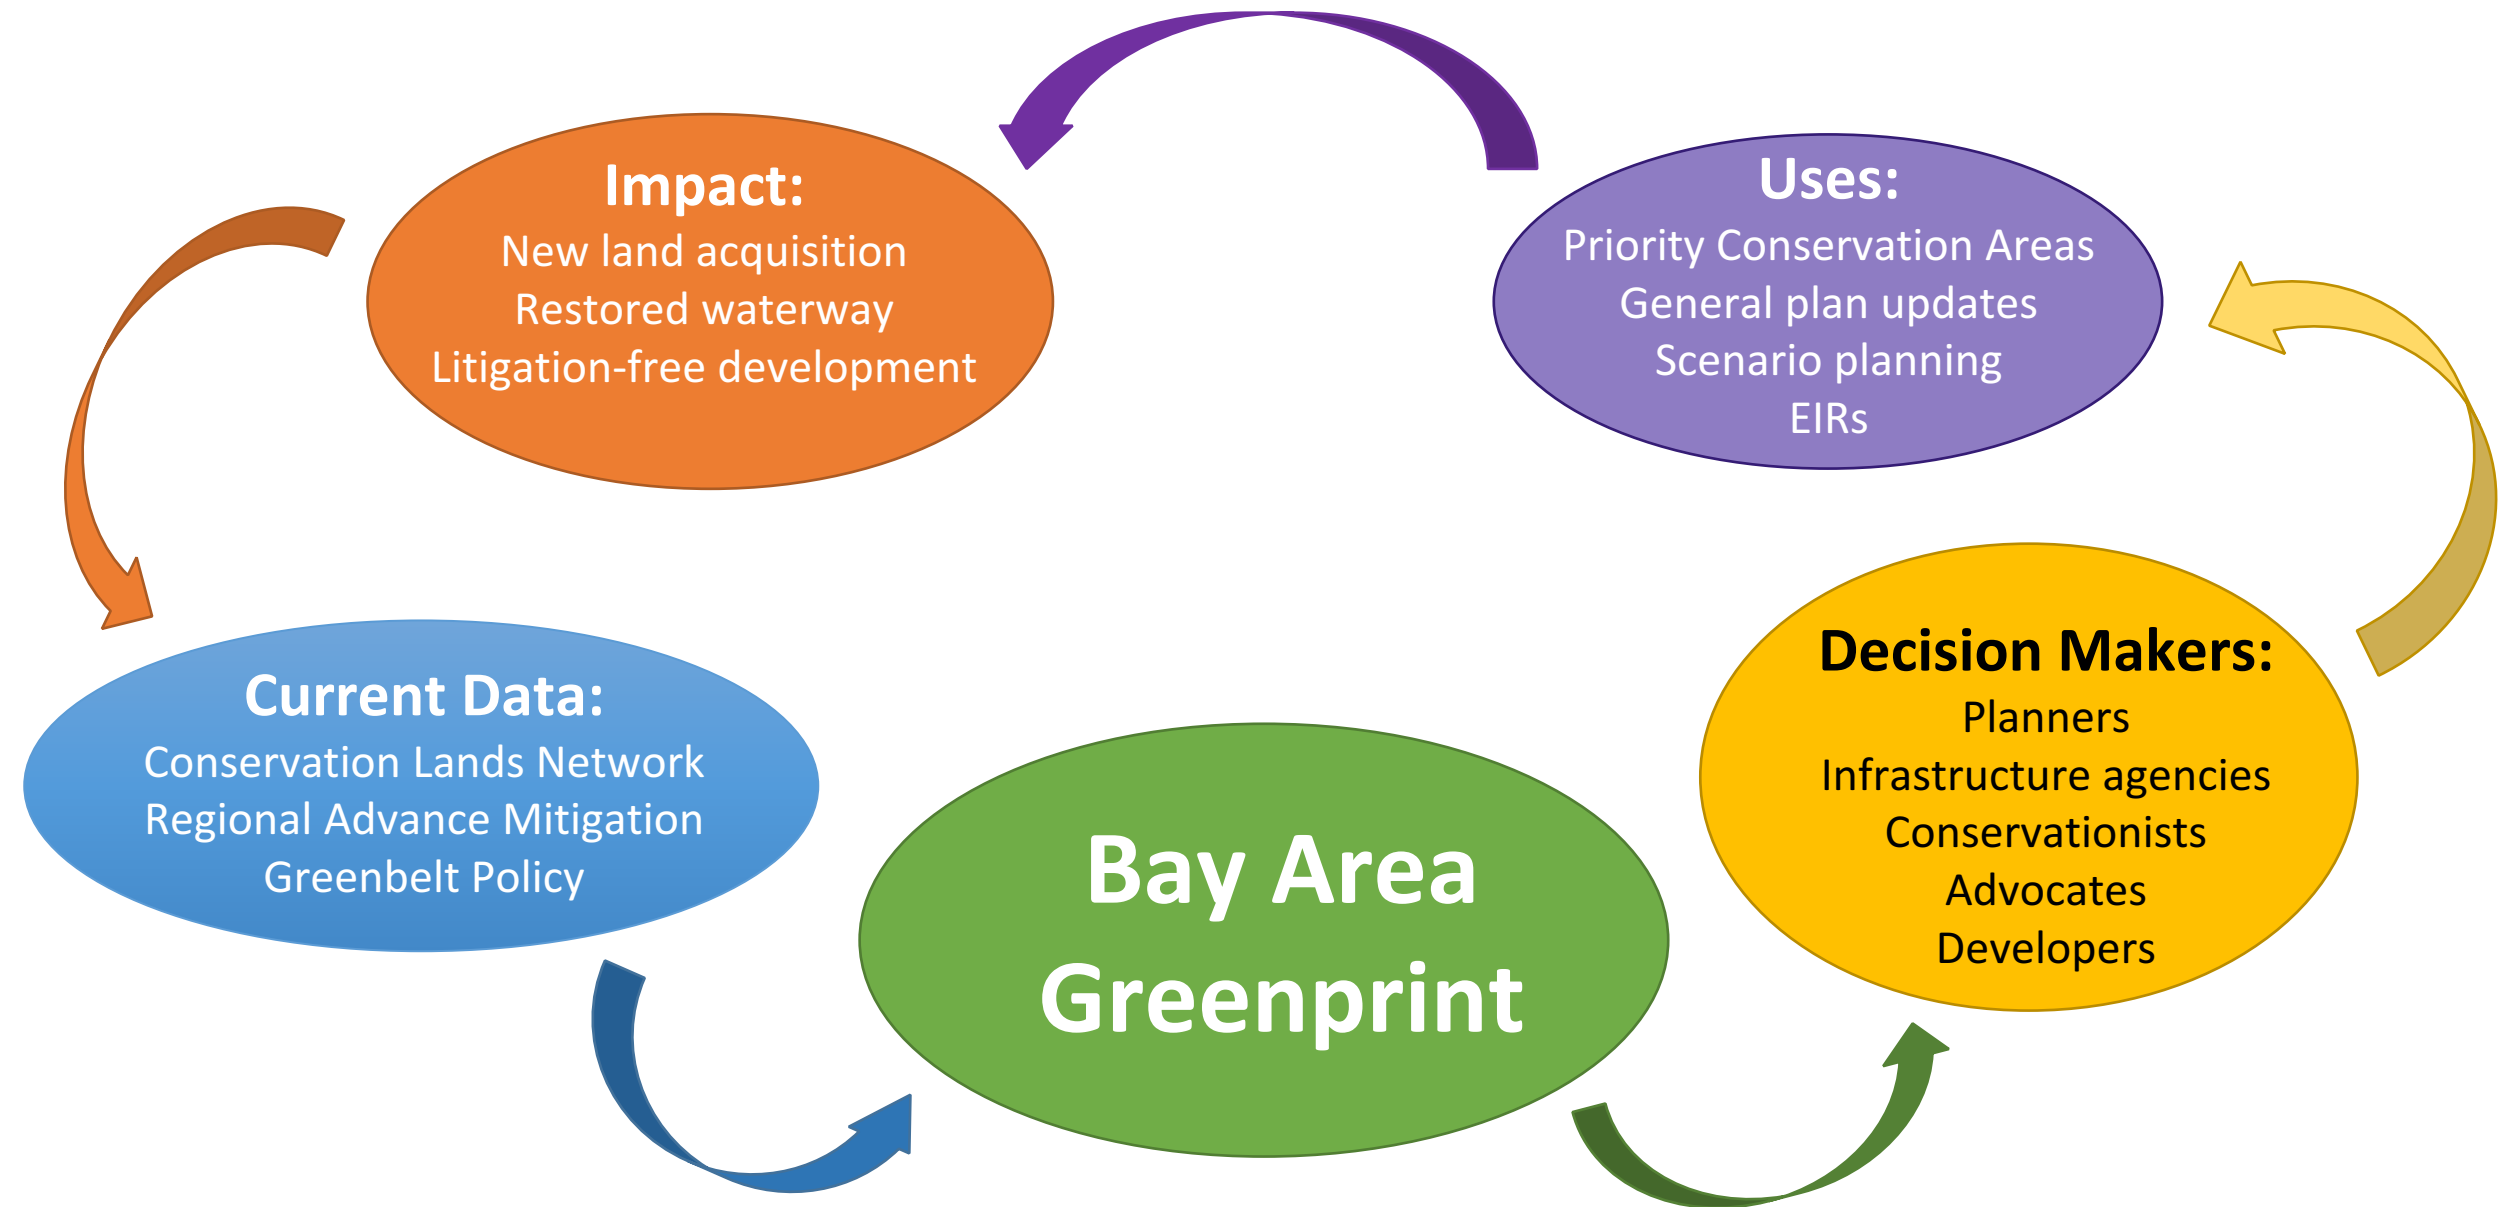 Impact:
New land acquisition
Restored waterway
Litigation-free development
Uses:
Priority Conservation Areas
General plan updates
Scenario planning
EIRs
Current Data:
Conservation Lands Network
Regional Advance Mitigation
Greenbelt Policy
Bay Area
Greenprint
Decision Makers:
Planners
Infrastructure agencies
Conservationists
Advocates
Developers